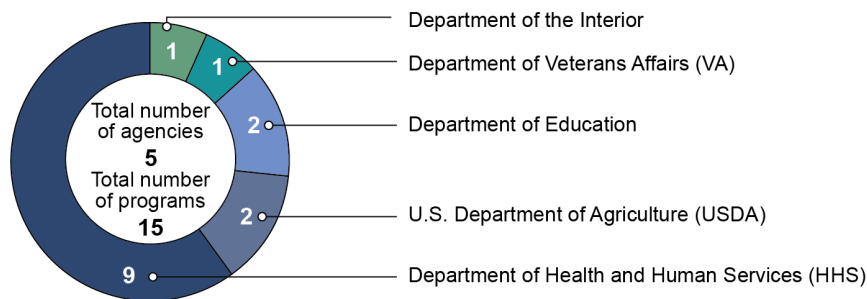 Department of the Interior
1
Department of Veterans Affairs (VA)
1
Department of Education
2
U.S. Department of Agriculture (USDA)
2
Department of Health and Human Services (HHS)
9
Total number
of agencies
5
Total number
of programs
15